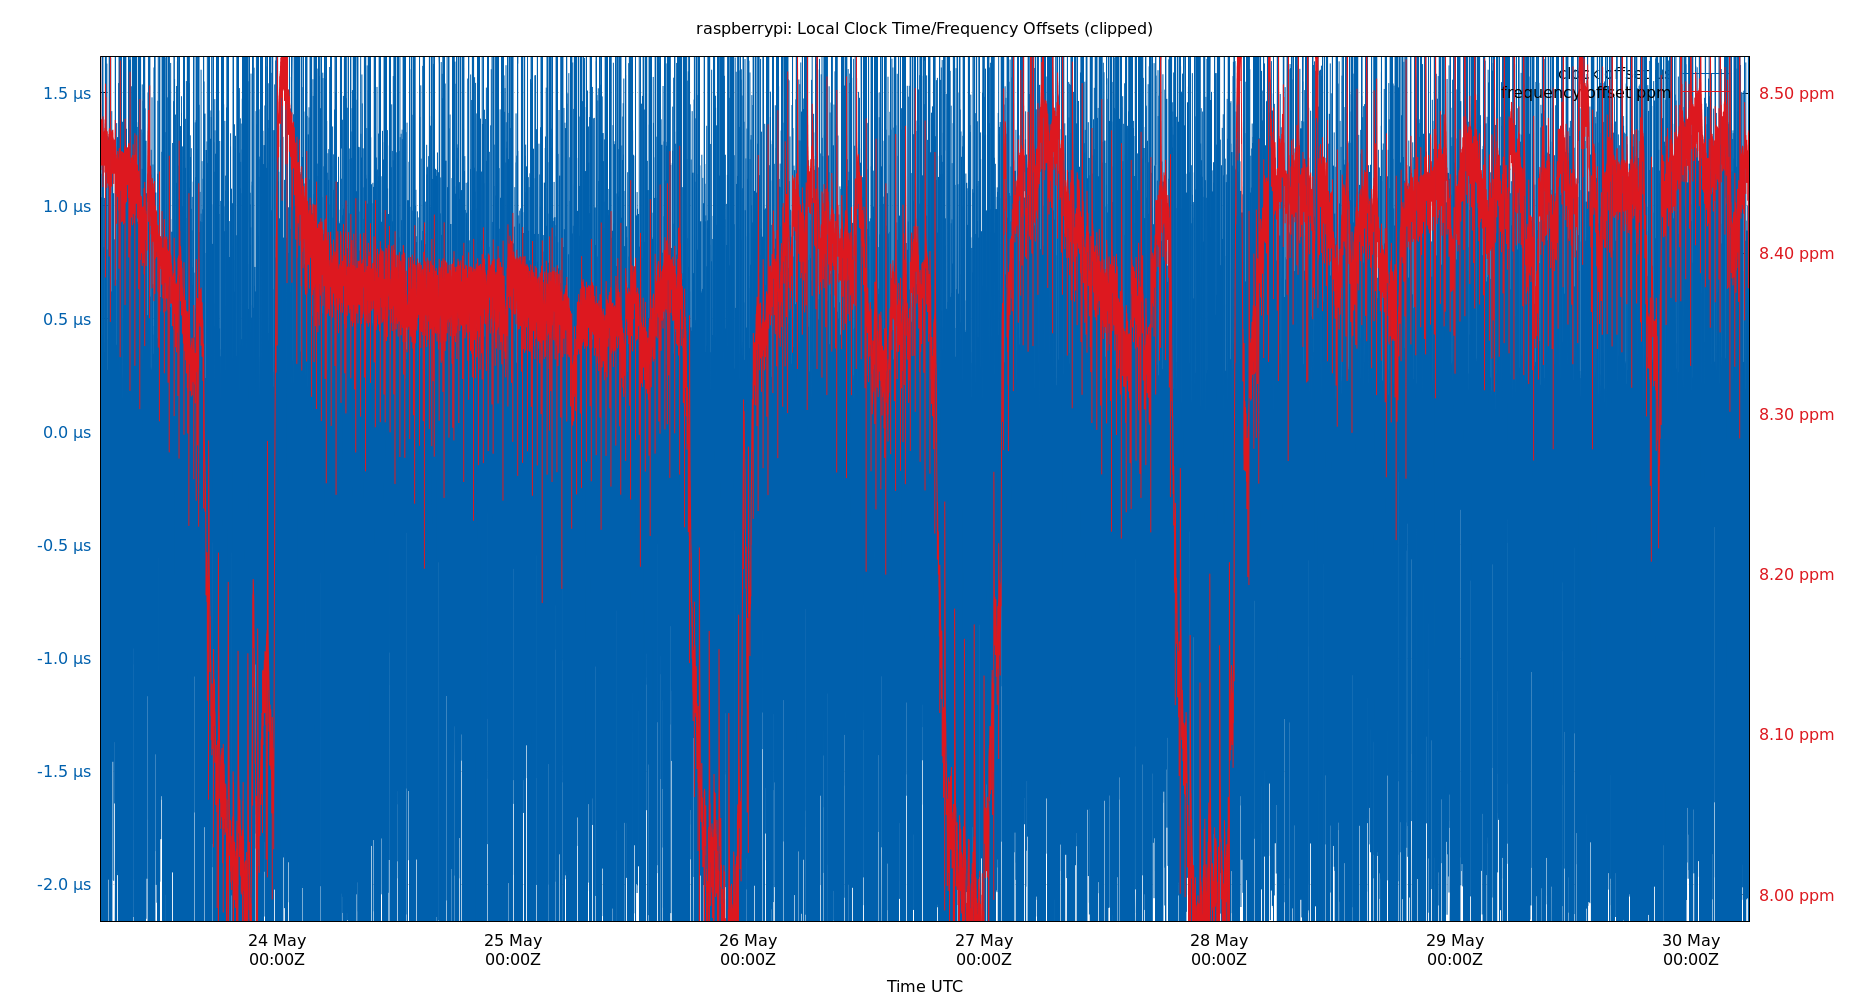 raspberrypi: Local Clock Time/Frequency Offsets (clipped)
clock offset µs
frequency offset ppm
1.5 µs
1.0 µs
0.5 µs
0.0 µs
-0.5 µs
-1.0 µs
-1.5 µs
-2.0 µs
8.50 ppm
8.40 ppm
8.30 ppm
8.20 ppm
8.10 ppm
8.00 ppm
24 May
00:00Z
25 May
00:00Z
26 May
00:00Z
27 May
00:00Z
28 May
00:00Z
29 May
00:00Z
30 May
00:00Z
Time UTC